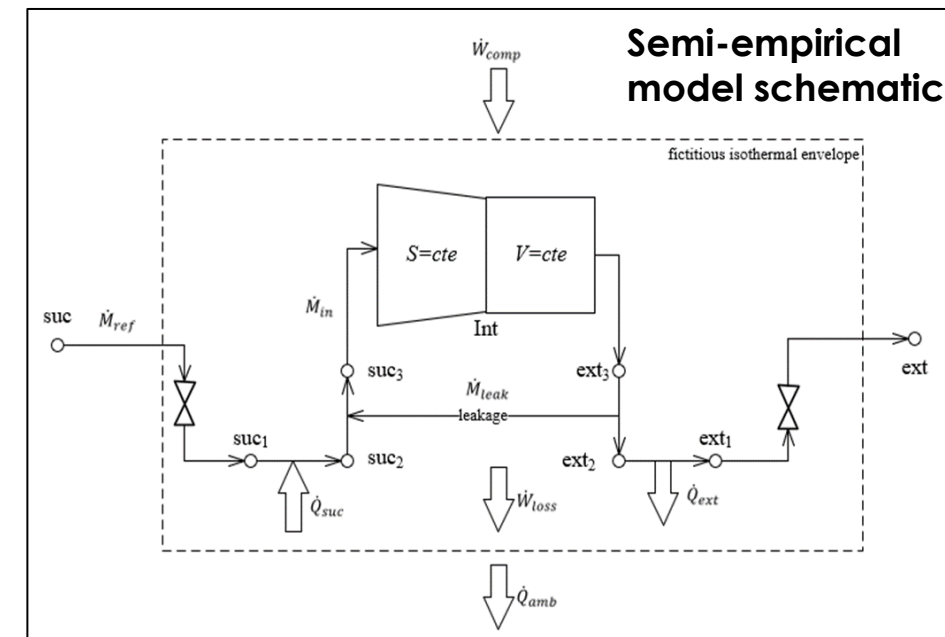 Semi-empirical
model schematic
Ẇcomp
fictitious isothermal envelope
S=cte
V=cte
Int
Ṁin
suc
Ṁref
suc3
ext3
ext
Ṁleak
leakage
suc1
suc2
ext2
ext1
Q̇suc
Ẇloss
Q̇ext
Q̇amb